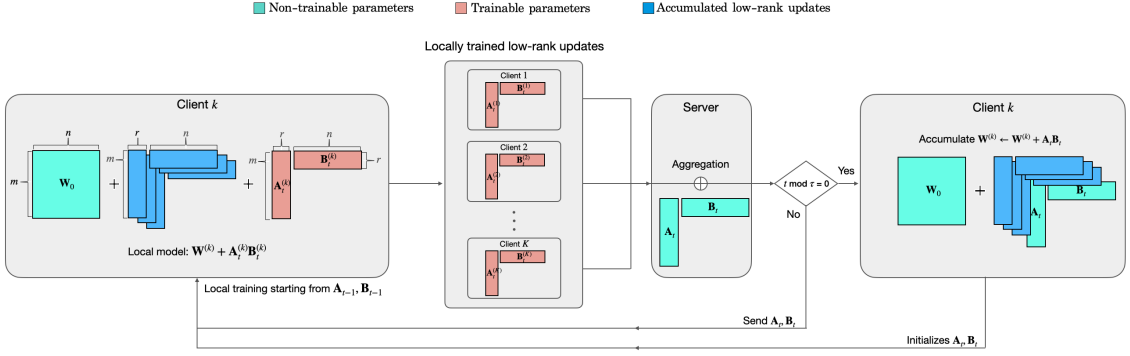 Non-trainable parameters
Trainable parameters
Accumulated low-rank updates
Client k
n
r
n
r
n
m
m
m
r
W₀
+
+
A_t^(k)
B_t^(k)
Local model: W^(k) + A_t^(k)B_t^(k)
Local training starting from A_{t−1}, B_{t−1}
Locally trained low-rank updates
Client 1
A_t^(1)
B_t^(1)
Client 2
A_t^(2)
B_t^(2)
Client K
A_t^(K)
B_t^(K)
Server
Aggregation
A_t
B_t
t mod τ = 0
Yes
No
Send A_t, B_t
Client k
Accumulate W^(k) ← W^(k) + A_tB_t
W₀
+
A_t
B_t
Initializes A_t, B_t